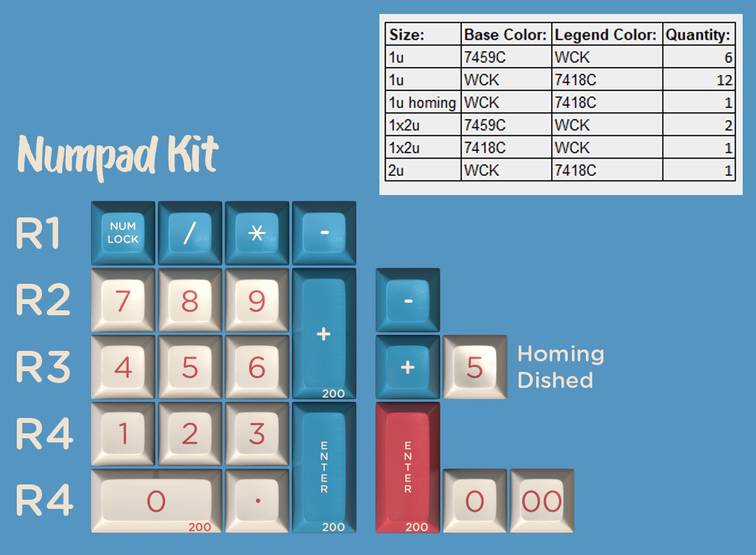 Size: Base Color: Legend Color: Quantity:
1u 7459C WCK 6
1u WCK 7418C 12
1u homing WCK 7418C 1
1x2u 7459C WCK 2
1x2u 7418C WCK 1
2u WCK 7418C 1
Numpad Kit
R1 NUM LOCK / * -
R2 7 8 9 + -
R3 4 5 6 200 + 5 Homing Dished
R4 1 2 3 ENTER ENTER
R4 0 200 . 200 200 0 00